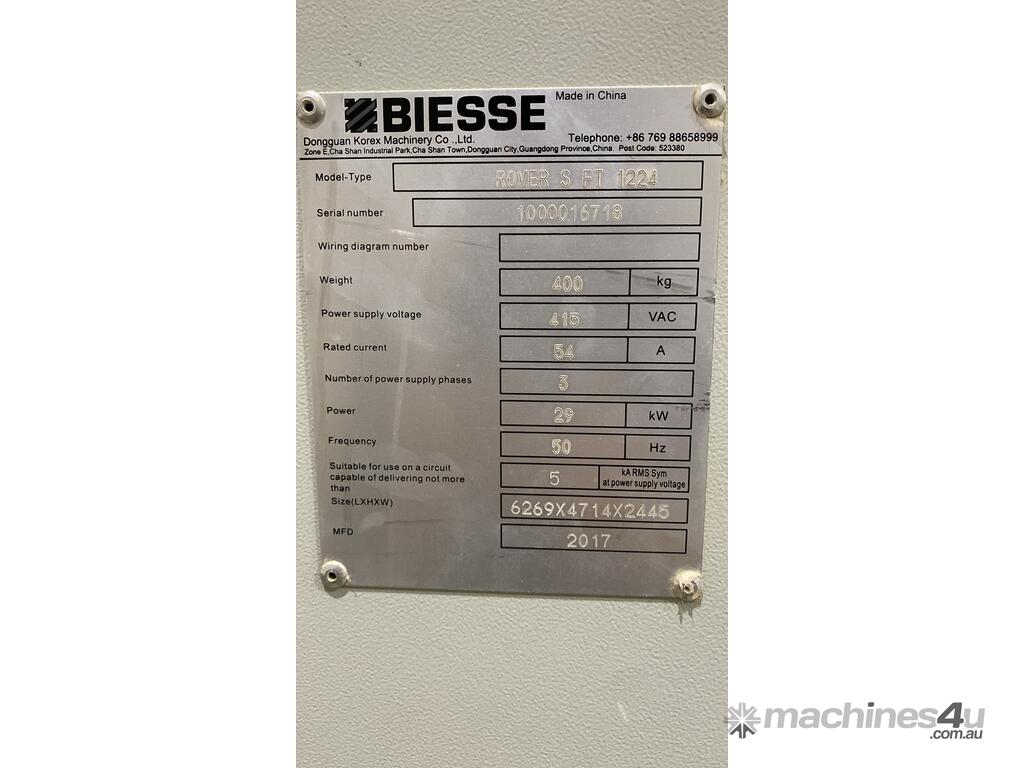 BIESSE
Made in China
Dongguan Korex Machinery Co .,Ltd. Telephone: +86 769 88658999
Zone E,Cha Shan Industrial Park,Cha Shan Town,Dongguan City,Guangdong Province,China. Post Code: 523380
Model-Type ROVER S FT 1224
Serial number 1000016718
Wiring diagram number
Weight 400 kg
Power supply voltage 415 VAC
Rated current 54 A
Number of power supply phases 3
Power 29 kW
Frequency 50 Hz
Suitable for use on a circuit
capable of delivering not more
than 5 kA RMS Sym
at power supply voltage
Size(LXHXW) 6269X4714X2445
MFD 2017
machines4u
.com.au